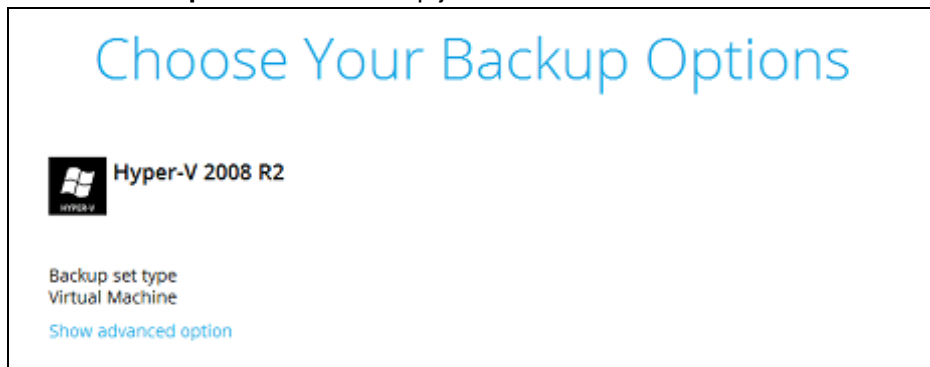 Choose Your Backup Options
Hyper-V 2008 R2
HYPER-V
Backup set type
Virtual Machine
Show advanced option